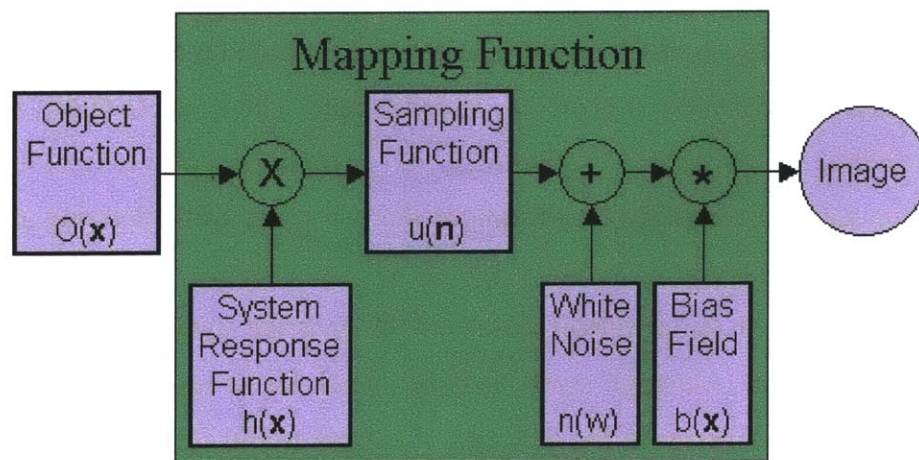 Mapping Function
Object
Function
O(x)
X
Sampling
Function
u(n)
+
*
Image
System
Response
Function
h(x)
White
Noise
n(w)
Bias
Field
b(x)